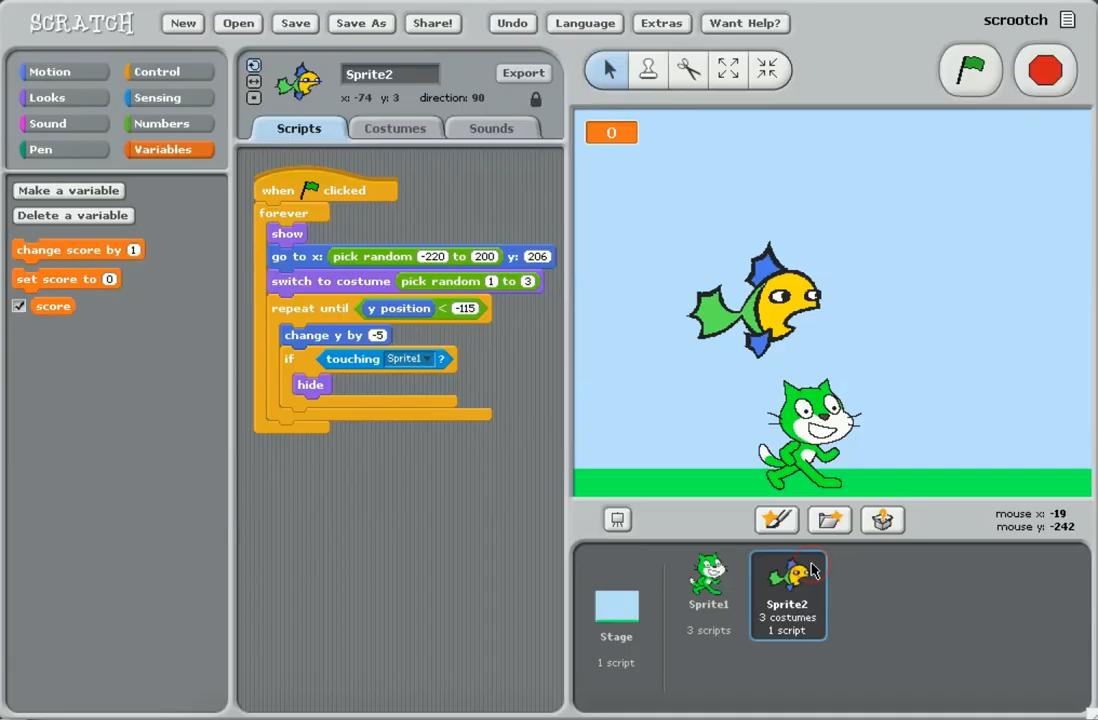 SCRATCH
New Open Save Save As Share! Undo Language Extras Want Help? scrootch
Motion Control
Looks Sensing
Sound Numbers
Pen Variables
Make a variable
Delete a variable
change score by 1
set score to 0
score
Sprite2 Export
x: -74 y: 3 direction: 90
Scripts Costumes Sounds
when clicked
forever
show
go to x: pick random -220 to 200 y: 206
switch to costume pick random 1 to 3
repeat until y position < -115
change y by -5
if touching Sprite1 ?
hide
0
mouse x: -19
mouse y: -242
Stage
1 script
Sprite1
3 scripts
Sprite2
3 costumes
1 script